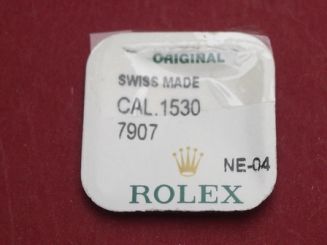 ORIGINAL
SWISS MADE
CAL.1530
7907
NE-04
ROLEX